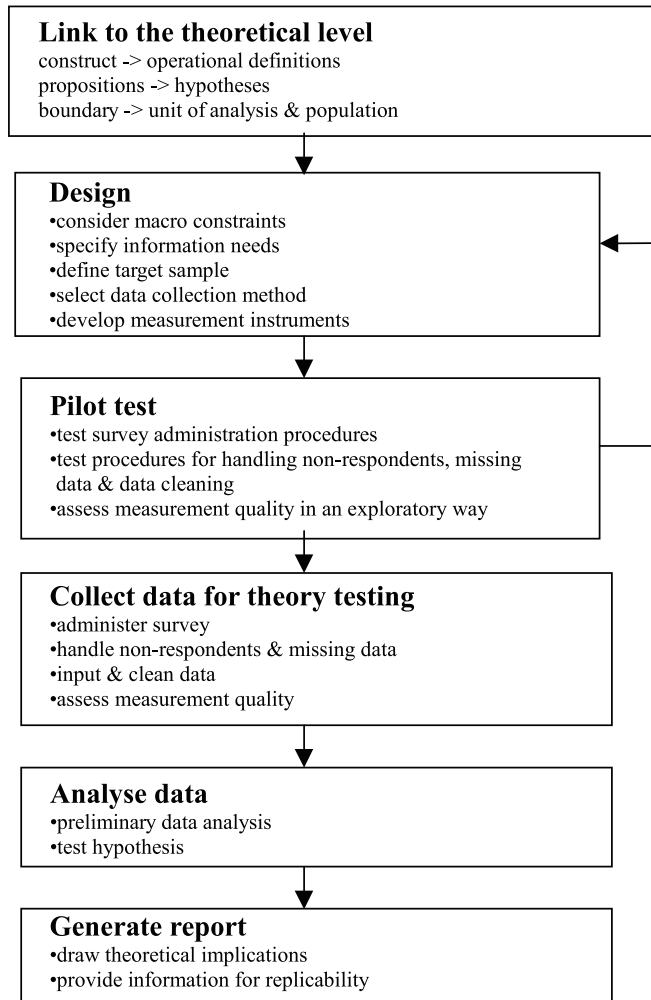 Link to the theoretical level
construct -> operational definitions
propositions -> hypotheses
boundary -> unit of analysis & population
Design
•consider macro constraints
•specify information needs
•define target sample
•select data collection method
•develop measurement instruments
Pilot test
•test survey administration procedures
•test procedures for handling non-respondents, missing
data & data cleaning
•assess measurement quality in an exploratory way
Collect data for theory testing
•administer survey
•handle non-respondents & missing data
•input & clean data
•assess measurement quality
Analyse data
•preliminary data analysis
•test hypothesis
Generate report
•draw theoretical implications
•provide information for replicability